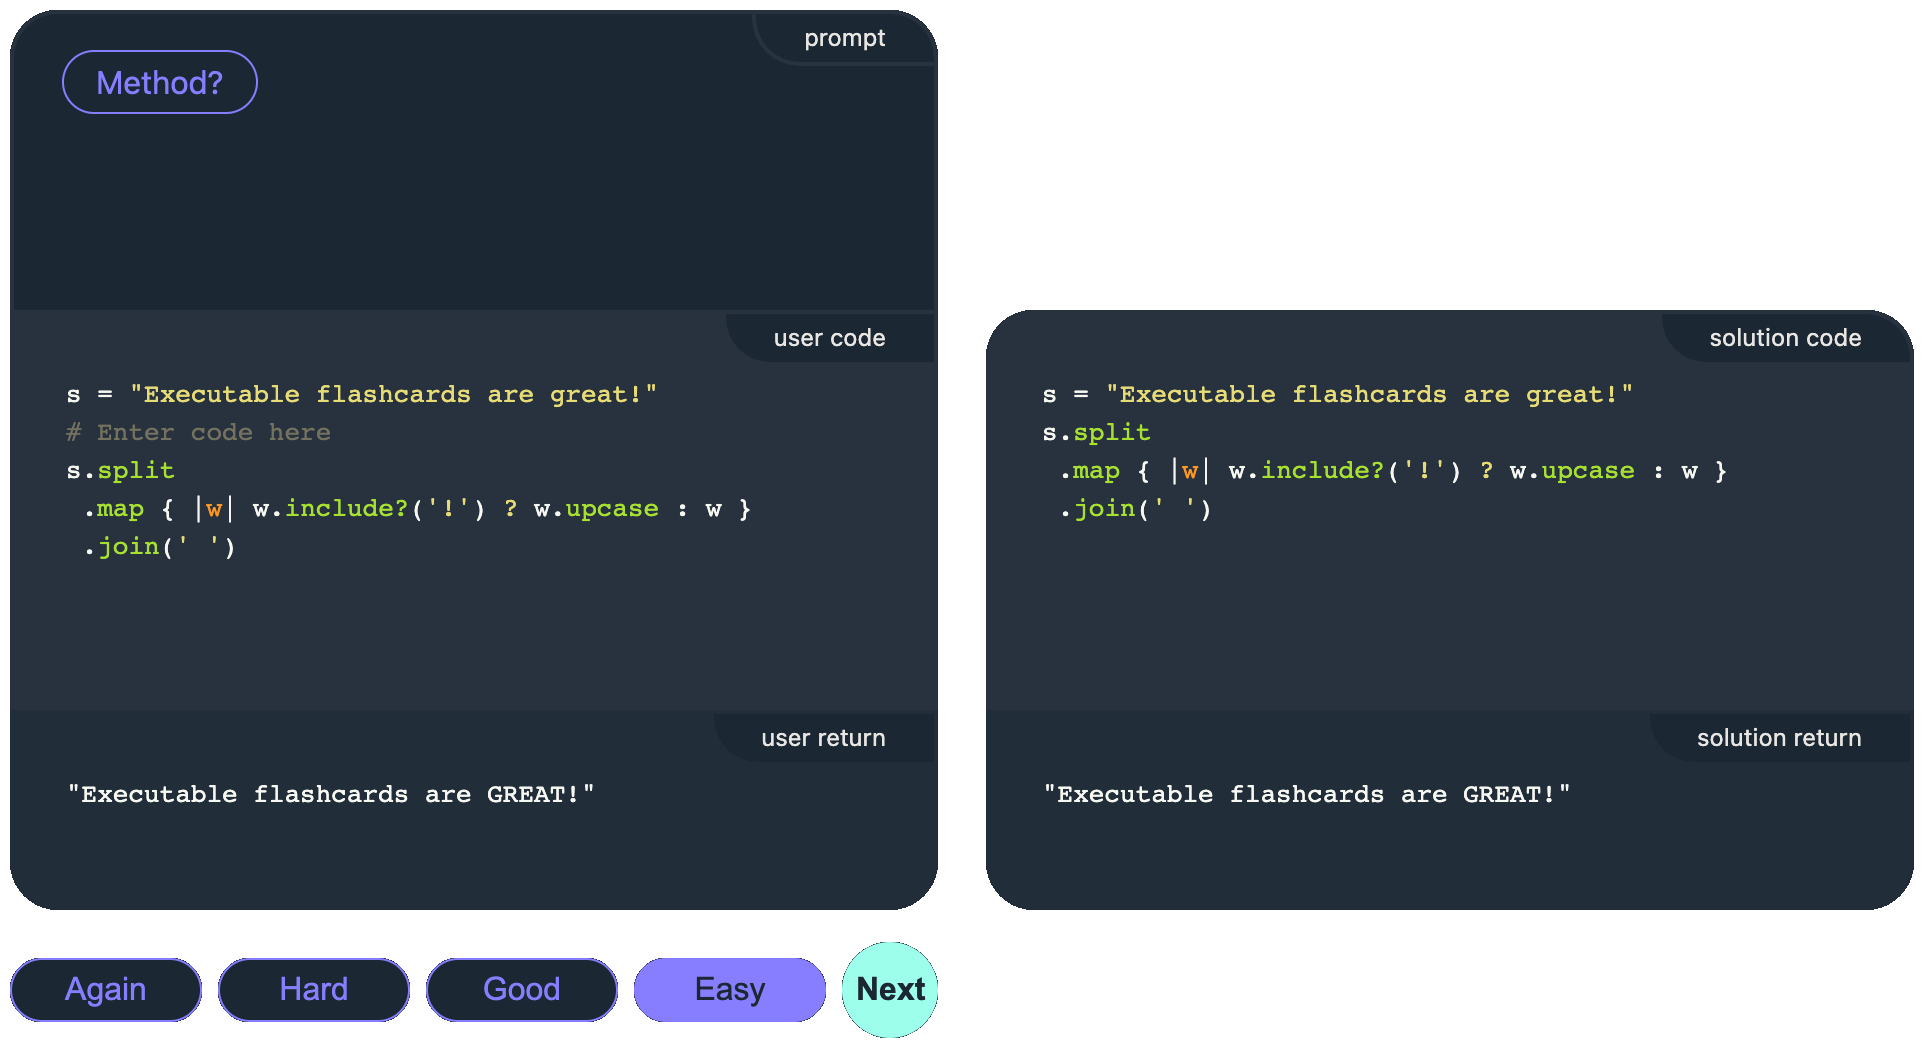 prompt
Method?
user code
s = "Executable flashcards are great!"
# Enter code here
s.split
.map { |w| w.include?('!') ? w.upcase : w }
.join(' ')
user return
"Executable flashcards are GREAT!"
solution code
s = "Executable flashcards are great!"
s.split
.map { |w| w.include?('!') ? w.upcase : w }
.join(' ')
solution return
"Executable flashcards are GREAT!"
Again
Hard
Good
Easy
Next